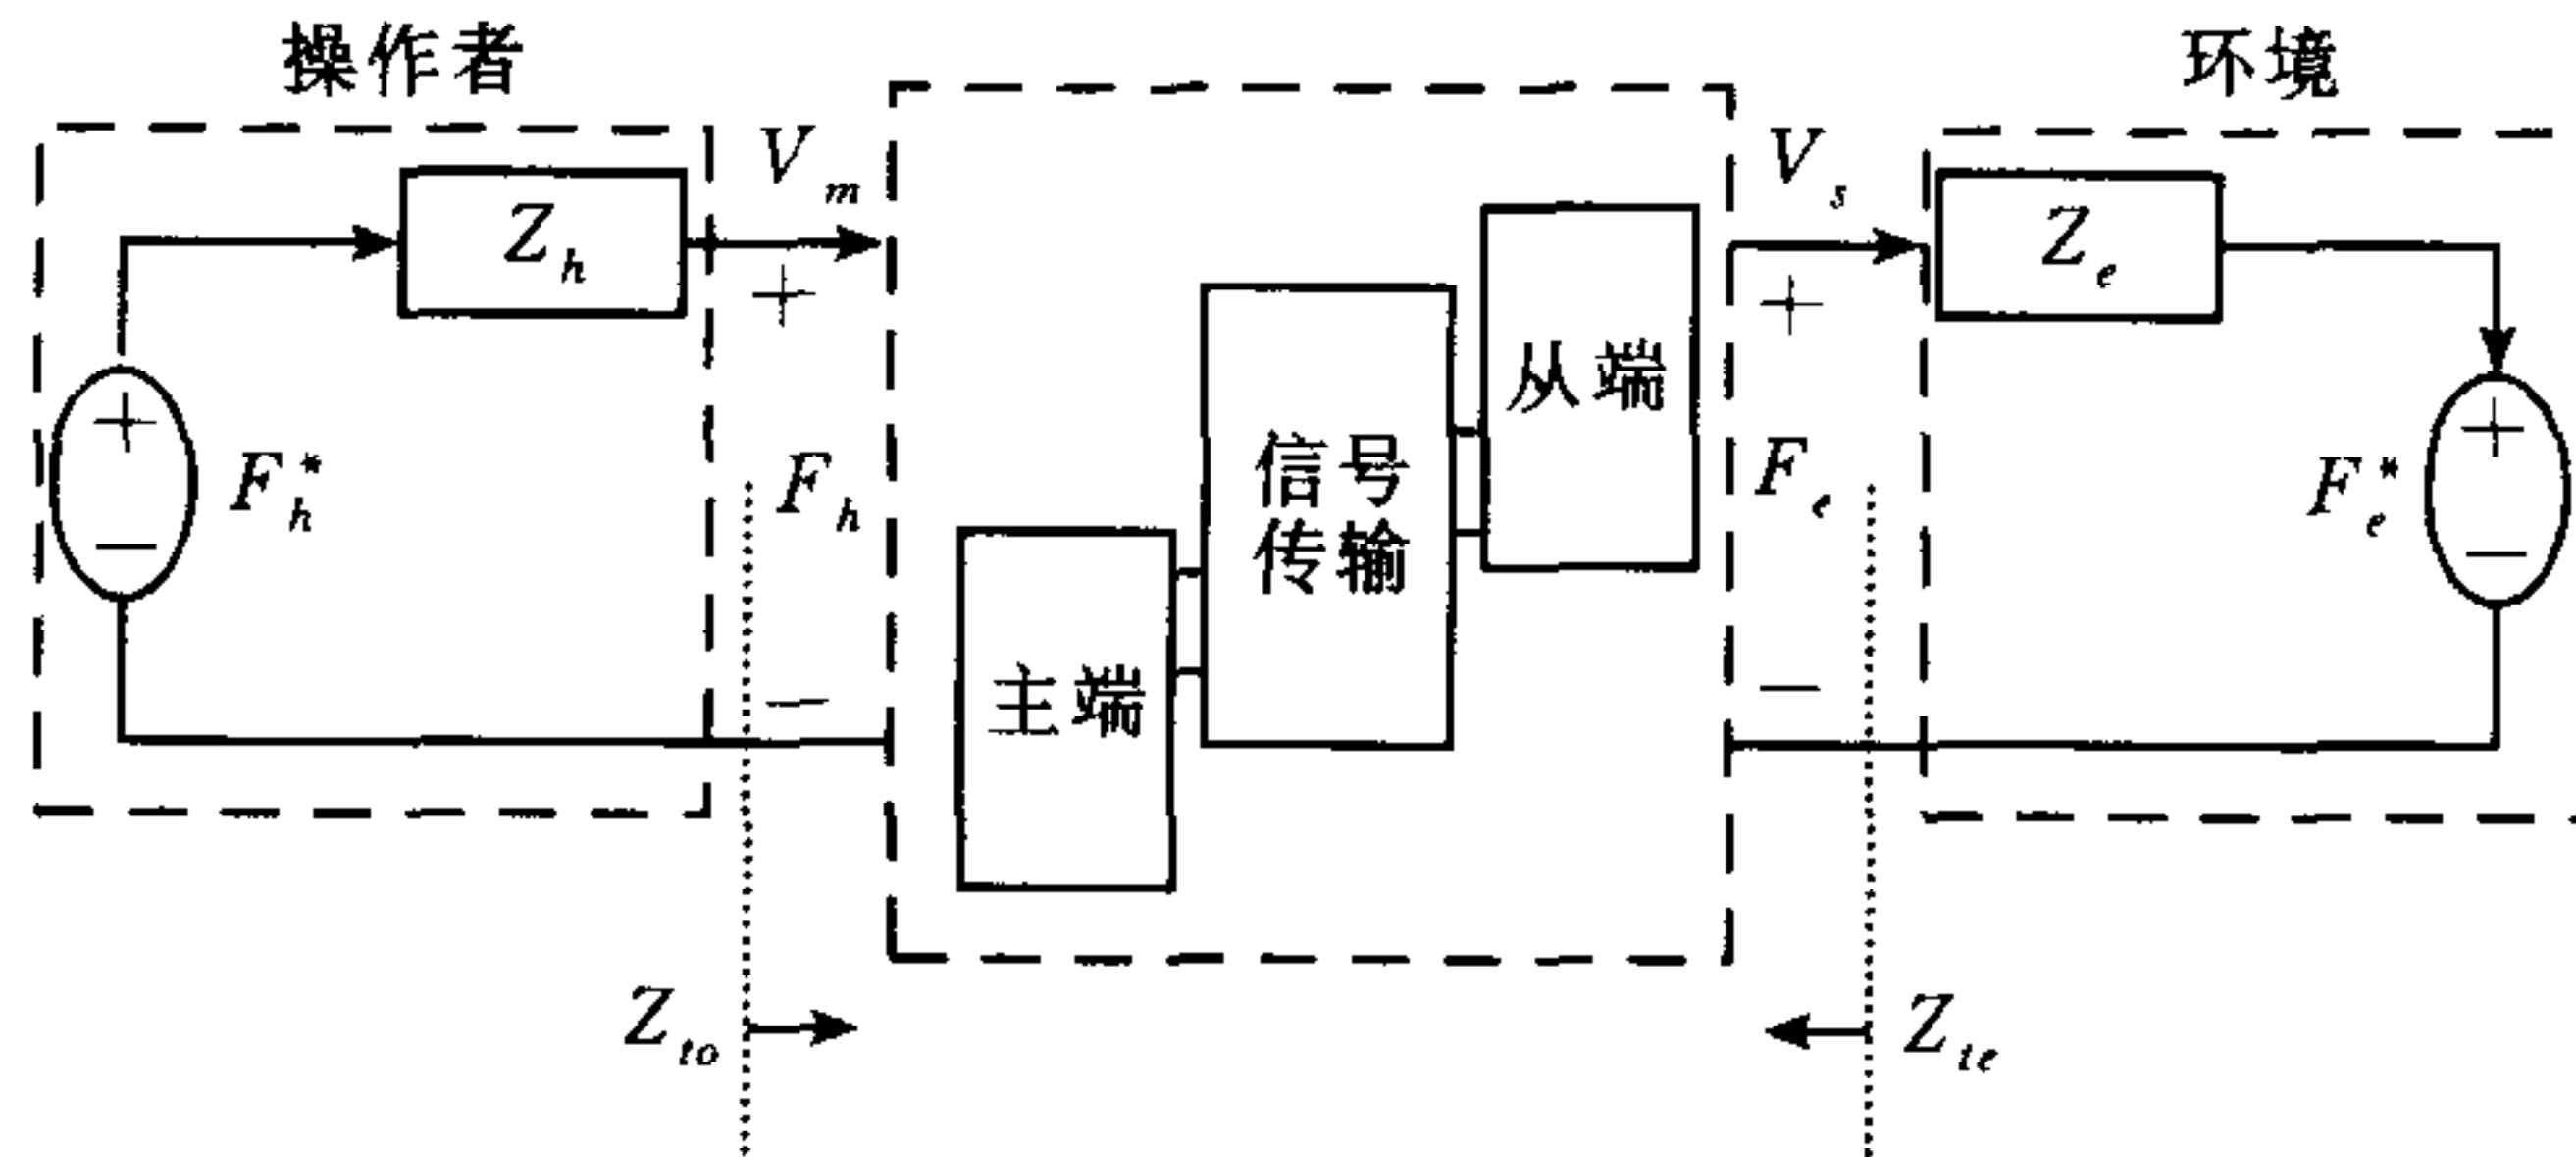 操作者
环境
Z_h
V_m
+
V_s
+
Z_e
+
F_h^*
−
F_h
−
主端
信号
传输
从端
F_e
−
+
F_e^*
−
Z_to
Z_te